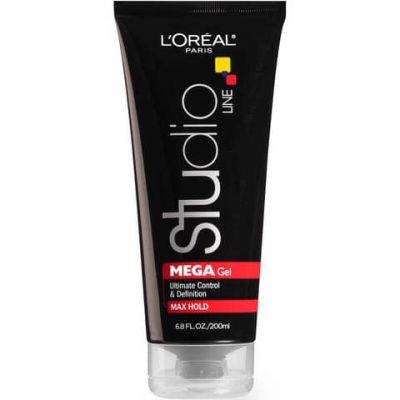 L'ORÉAL
PARIS
Studio
LINE
MEGA Gel
Ultimate Control
& Definition
MAX HOLD
6.8 FL.OZ./200ml